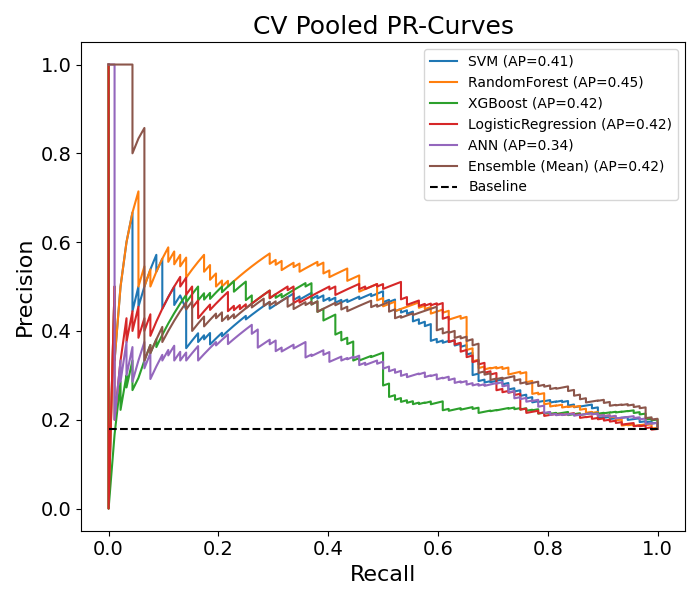 CV Pooled PR-Curves
SVM (AP=0.41)
RandomForest (AP=0.45)
XGBoost (AP=0.42)
LogisticRegression (AP=0.42)
ANN (AP=0.34)
Ensemble (Mean) (AP=0.42)
Baseline
Precision
1.0
0.8
0.6
0.4
0.2
0.0
0.0 0.2 0.4 0.6 0.8 1.0
Recall